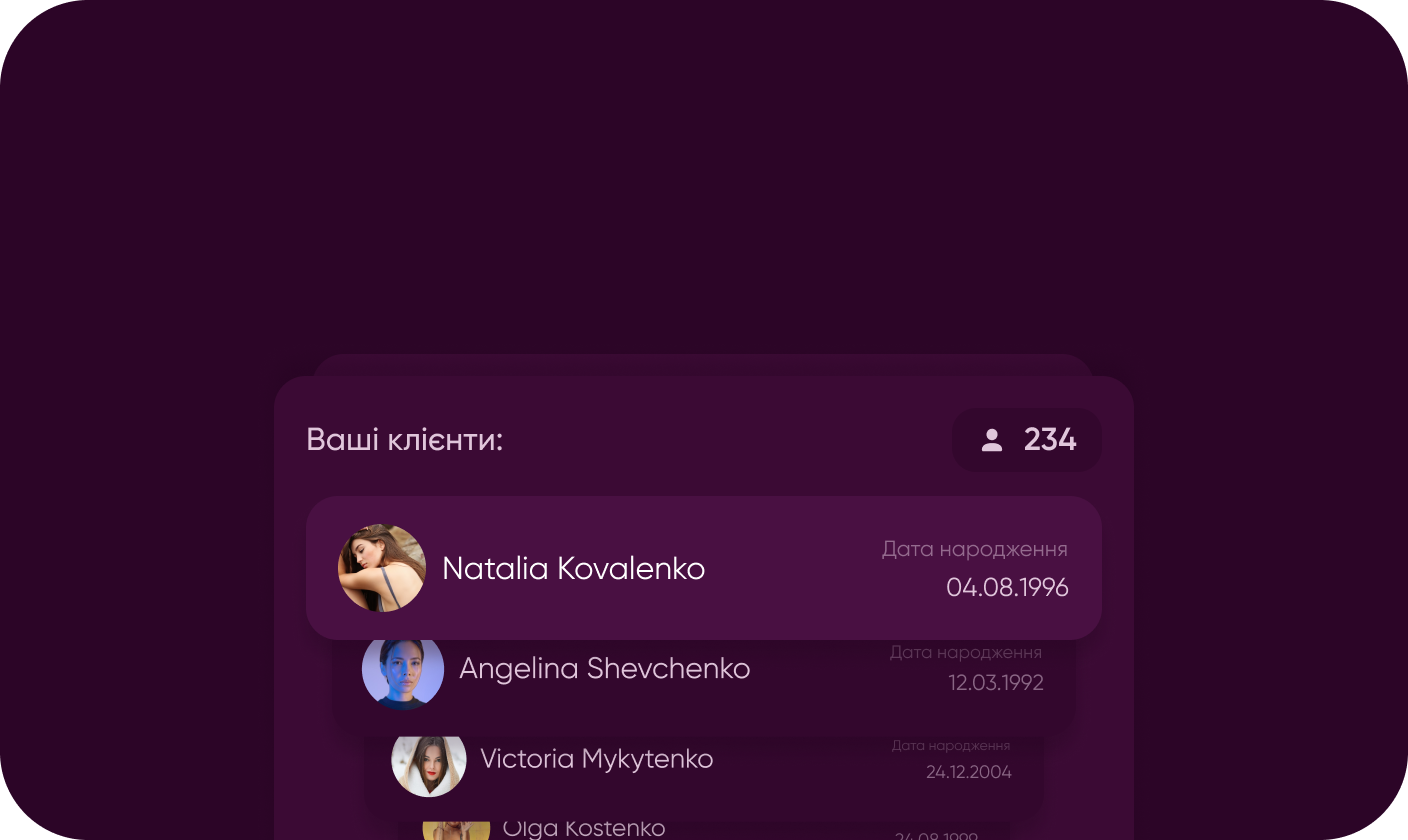 Ваші клієнти:
234
Natalia Kovalenko
Дата народження
04.08.1996
Angelina Shevchenko
Дата народження
12.03.1992
Victoria Mykytenko
Дата народження
24.12.2004
Olga Kostenko
24.08.1999